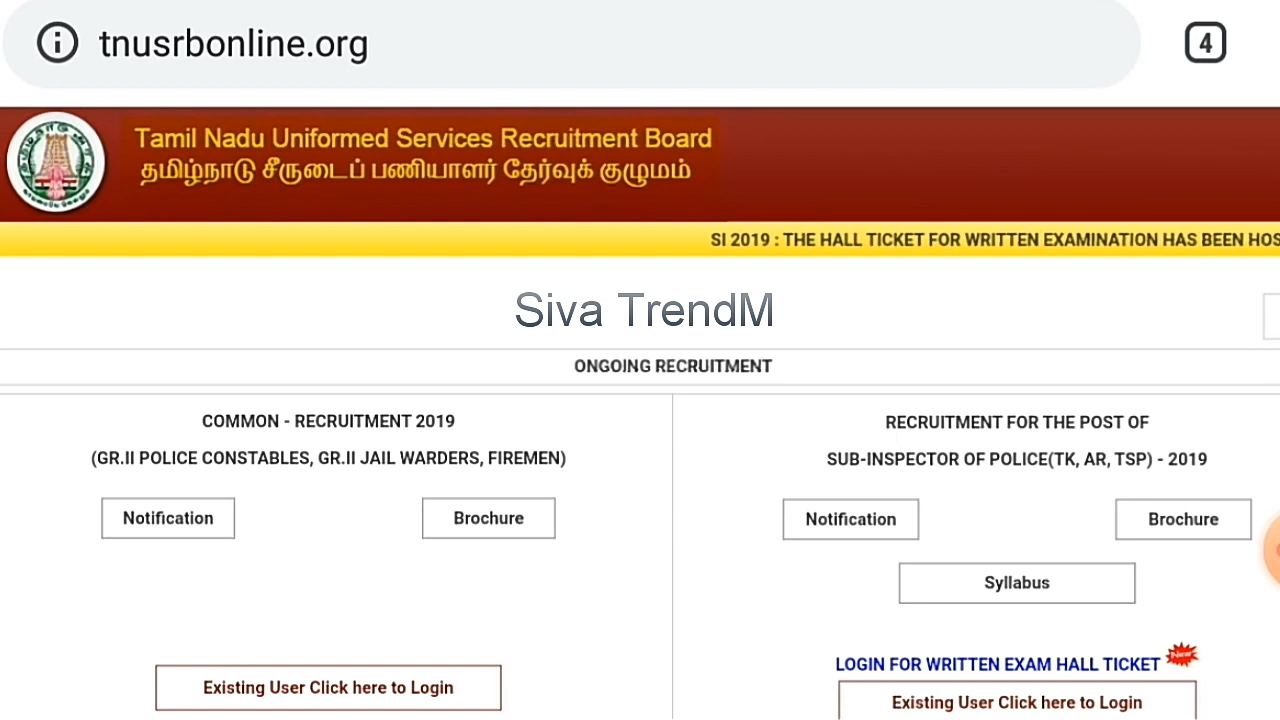 tnusrbonline.org
4
Tamil Nadu Uniformed Services Recruitment Board
தமிழ்நாடு சீருடைப் பணியாளர் தேர்வுக் குழுமம்
SI 2019 : THE HALL TICKET FOR WRITTEN EXAMINATION HAS BEEN HOS
Siva TrendM
ONGOING RECRUITMENT
COMMON - RECRUITMENT 2019
(GR.II POLICE CONSTABLES, GR.II JAIL WARDERS, FIREMEN)
Notification
Brochure
Existing User Click here to Login
RECRUITMENT FOR THE POST OF
SUB-INSPECTOR OF POLICE(TK, AR, TSP) - 2019
Notification
Brochure
Syllabus
LOGIN FOR WRITTEN EXAM HALL TICKET New
Existing User Click here to Login